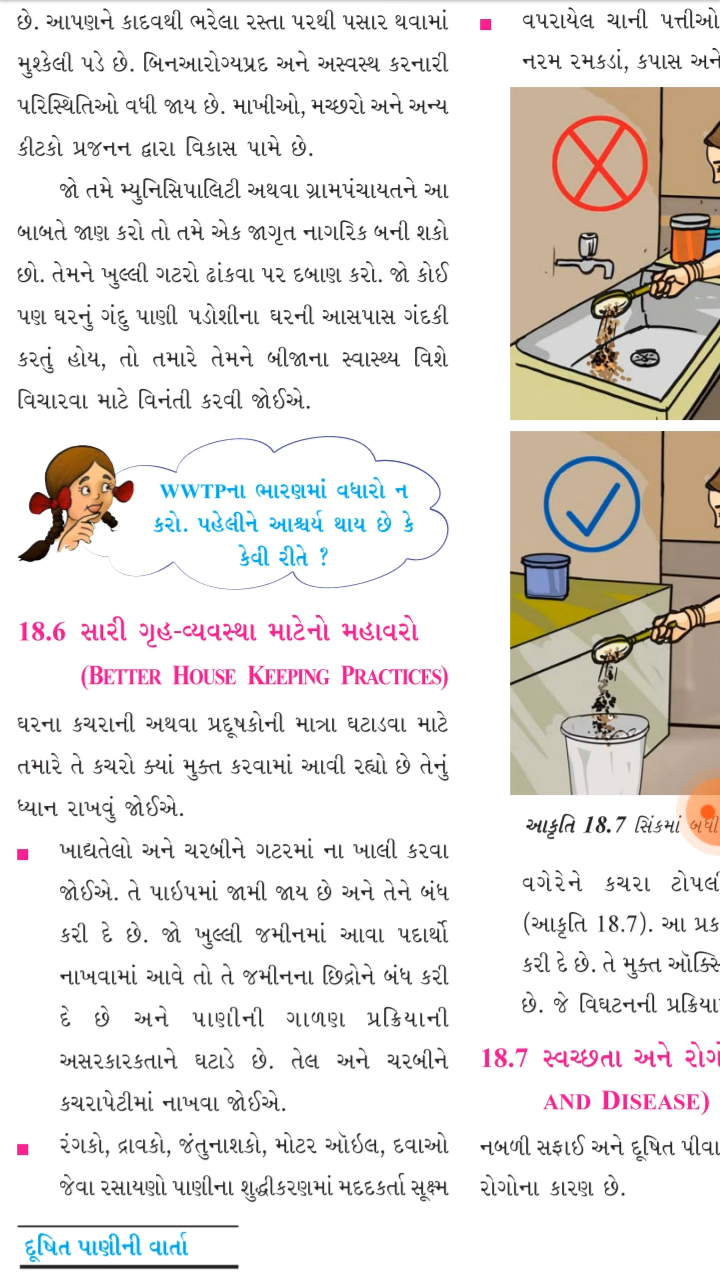 છે. આપણને કાદવથી ભરેલા રસ્તા પરથી પસાર થવામાં
મુશ્કેલી પડે છે. બિનઆરોગ્યપ્રદ અને અસ્વસ્થ કરનારી
પરિસ્થિતિઓ વધી જાય છે. માખીઓ, મચ્છરો અને અન્ય
કીટકો પ્રજનન દ્વારા વિકાસ પામે છે.
જો તમે મ્યુનિસિપાલિટી અથવા ગ્રામપંચાયતને આ
બાબતે જાણ કરો તો તમે એક જાગૃત નાગરિક બની શકો
છો. તેમને ખુલ્લી ગટરો ઢાંકવા પર દબાણ કરો. જો કોઈ
પણ ઘરનું ગંદુ પાણી પડોશીના ઘરની આસપાસ ગંદકી
કરતું હોય, તો તમારે તેમને બીજાના સ્વાસ્થ્ય વિશે
વિચારવા માટે વિનંતી કરવી જોઈએ.
WWTPના ભારણમાં વધારો ન
કરો. પહેલીને આશ્ચર્ય થાય છે કે
કેવી રીતે ?
18.6 સારી ગૃહ-વ્યવસ્થા માટેનો મહાવરો
(BETTER HOUSE KEEPING PRACTICES)
ઘરના કચરાની અથવા પ્રદૂષકોની માત્રા ઘટાડવા માટે
તમારે તે કચરો ક્યાં મુક્ત કરવામાં આવી રહ્યો છે તેનું
ધ્યાન રાખવું જોઈએ.
■ ખાદ્યતેલો અને ચરબીને ગટરમાં ના ખાલી કરવા
જોઈએ. તે પાઇપમાં જામી જાય છે અને તેને બંધ
કરી દે છે. જો ખુલ્લી જમીનમાં આવા પદાર્થો
નાખવામાં આવે તો તે જમીનના છિદ્રોને બંધ કરી
દે છે અને પાણીની ગાળણ પ્રક્રિયાની
અસરકારકતાને ઘટાડે છે. તેલ અને ચરબીને
કચરાપેટીમાં નાખવા જોઈએ.
■ રંગકો, દ્રાવકો, જંતુનાશકો, મોટર ઑઇલ, દવાઓ
જેવા રસાયણો પાણીના શુદ્ધીકરણમાં મદદકર્તા સૂક્ષ્મ
દૂષિત પાણીની વાર્તા
■ વપરાયેલ ચાની પત્તીઓ
નરમ રમકડાં, કપાસ અને
આકૃતિ 18.7 સિંકમાં બધી
વગેરેને કચરા
(આકૃતિ 18.7). આ
કરી દે છે. તે મુક્ત
છે. જે વિઘટનની
18.7 સ્વચ્છતા અને
AND DISEASE)
નબળી સફાઈ અને દૂષિત
રોગોના કારણ છે.